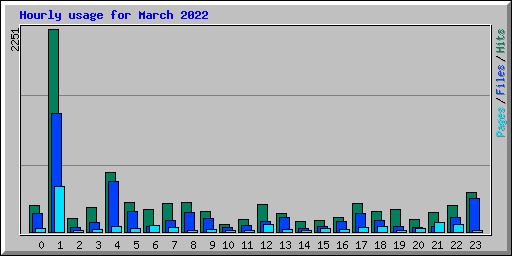 Hourly usage for March 2022
2251
Pages/Files/Hits
0 1 2 3 4 5 6 7 8 9 10 11 12 13 14 15 16 17 18 19 20 21 22 23